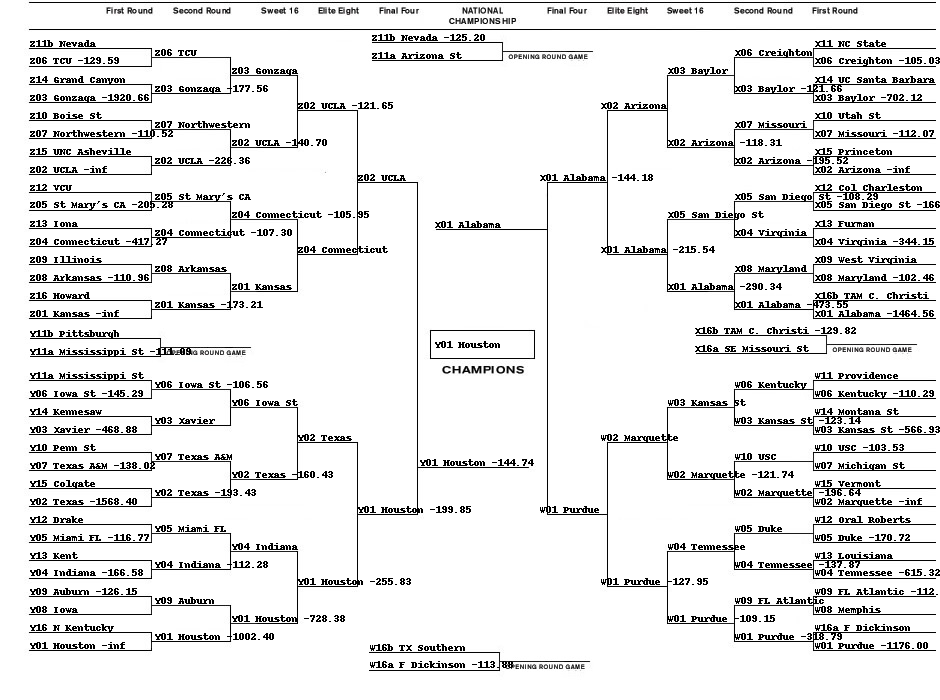 First Round
Second Round
Sweet 16
Elite Eight
Final Four
NATIONAL
CHAMPIONSHIP
Final Four
Elite Eight
Sweet 16
Second Round
First Round
Z11b Nevada
Z06 TCU -129.59
Z14 Grand Canyon
Z03 Gonzaga -1920.66
Z10 Boise St
Z07 Northwestern -110.52
Z15 UNC Asheville
Z02 UCLA -inf
Z12 VCU
Z05 St Mary's CA -205.28
Z13 Iona
Z04 Connecticut -417.27
Z09 Illinois
Z08 Arkansas -110.96
Z16 Howard
Z01 Kansas -inf
Z06 TCU
Z03 Gonzaga -177.56
Z07 Northwestern
Z02 UCLA -226.36
Z05 St Mary's CA
Z04 Connecticut -107.30
Z08 Arkansas
Z01 Kansas -173.21
Z03 Gonzaga
Z02 UCLA -140.70
Z04 Connecticut -105.95
Z01 Kansas
Z02 UCLA -121.65
Z04 Connecticut
Z02 UCLA
Z11b Nevada -125.20
Z11a Arizona St
OPENING ROUND GAME
Y11b Pittsburgh
Y11a Mississippi St -111.09
OPENING ROUND GAME
Y11a Mississippi St
Y06 Iowa St -145.29
Y14 Kennesaw
Y03 Xavier -468.88
Y10 Penn St
Y07 Texas A&M -138.02
Y15 Colgate
Y02 Texas -1568.40
Y12 Drake
Y05 Miami FL -116.77
Y13 Kent
Y04 Indiana -166.58
Y09 Auburn -126.15
Y08 Iowa
Y16 N Kentucky
Y01 Houston -inf
Y06 Iowa St -106.56
Y03 Xavier
Y07 Texas A&M
Y02 Texas -193.43
Y05 Miami FL
Y04 Indiana -112.28
Y09 Auburn
Y01 Houston -1002.40
Y06 Iowa St
Y02 Texas -160.43
Y04 Indiana
Y01 Houston -728.38
Y02 Texas
Y01 Houston -255.83
Y01 Houston -199.85
X01 Alabama
Y01 Houston
CHAMPIONS
Y01 Houston -144.74
X01 Alabama -144.18
W01 Purdue
X02 Arizona
X01 Alabama -215.54
X03 Baylor
X02 Arizona -118.31
X05 San Diego St
X01 Alabama -290.34
X06 Creighton
X03 Baylor -121.66
X07 Missouri
X02 Arizona -195.52
X05 San Diego St -108.29
X04 Virginia
X08 Maryland
X01 Alabama -473.55
X11 NC State
X06 Creighton -105.03
X14 UC Santa Barbara
X03 Baylor -702.12
X10 Utah St
X07 Missouri -112.07
X15 Princeton
X02 Arizona -inf
X12 Col Charleston
X05 San Diego St -166
X13 Furman
X04 Virginia -344.15
X09 West Virginia
X08 Maryland -102.46
X16b TAM C. Christi
X01 Alabama -1464.56
X16b TAM C. Christi -129.82
X16a SE Missouri St
OPENING ROUND GAME
W02 Marquette
W01 Purdue -127.95
W03 Kansas St
W02 Marquette -121.74
W04 Tennessee
W01 Purdue -109.15
W06 Kentucky
W03 Kansas St -123.14
W10 USC
W02 Marquette -196.64
W05 Duke
W04 Tennessee -137.87
W09 FL Atlantic
W01 Purdue -318.79
W11 Providence
W06 Kentucky -110.29
W14 Montana St
W03 Kansas St -566.93
W10 USC -103.53
W07 Michigan St
W15 Vermont
W02 Marquette -inf
W12 Oral Roberts
W05 Duke -170.72
W13 Louisiana
W04 Tennessee -615.32
W09 FL Atlantic -112.
W08 Memphis
W16a F Dickinson
W01 Purdue -1176.00
W16b TX Southern
W16a F Dickinson -113.88
OPENING ROUND GAME